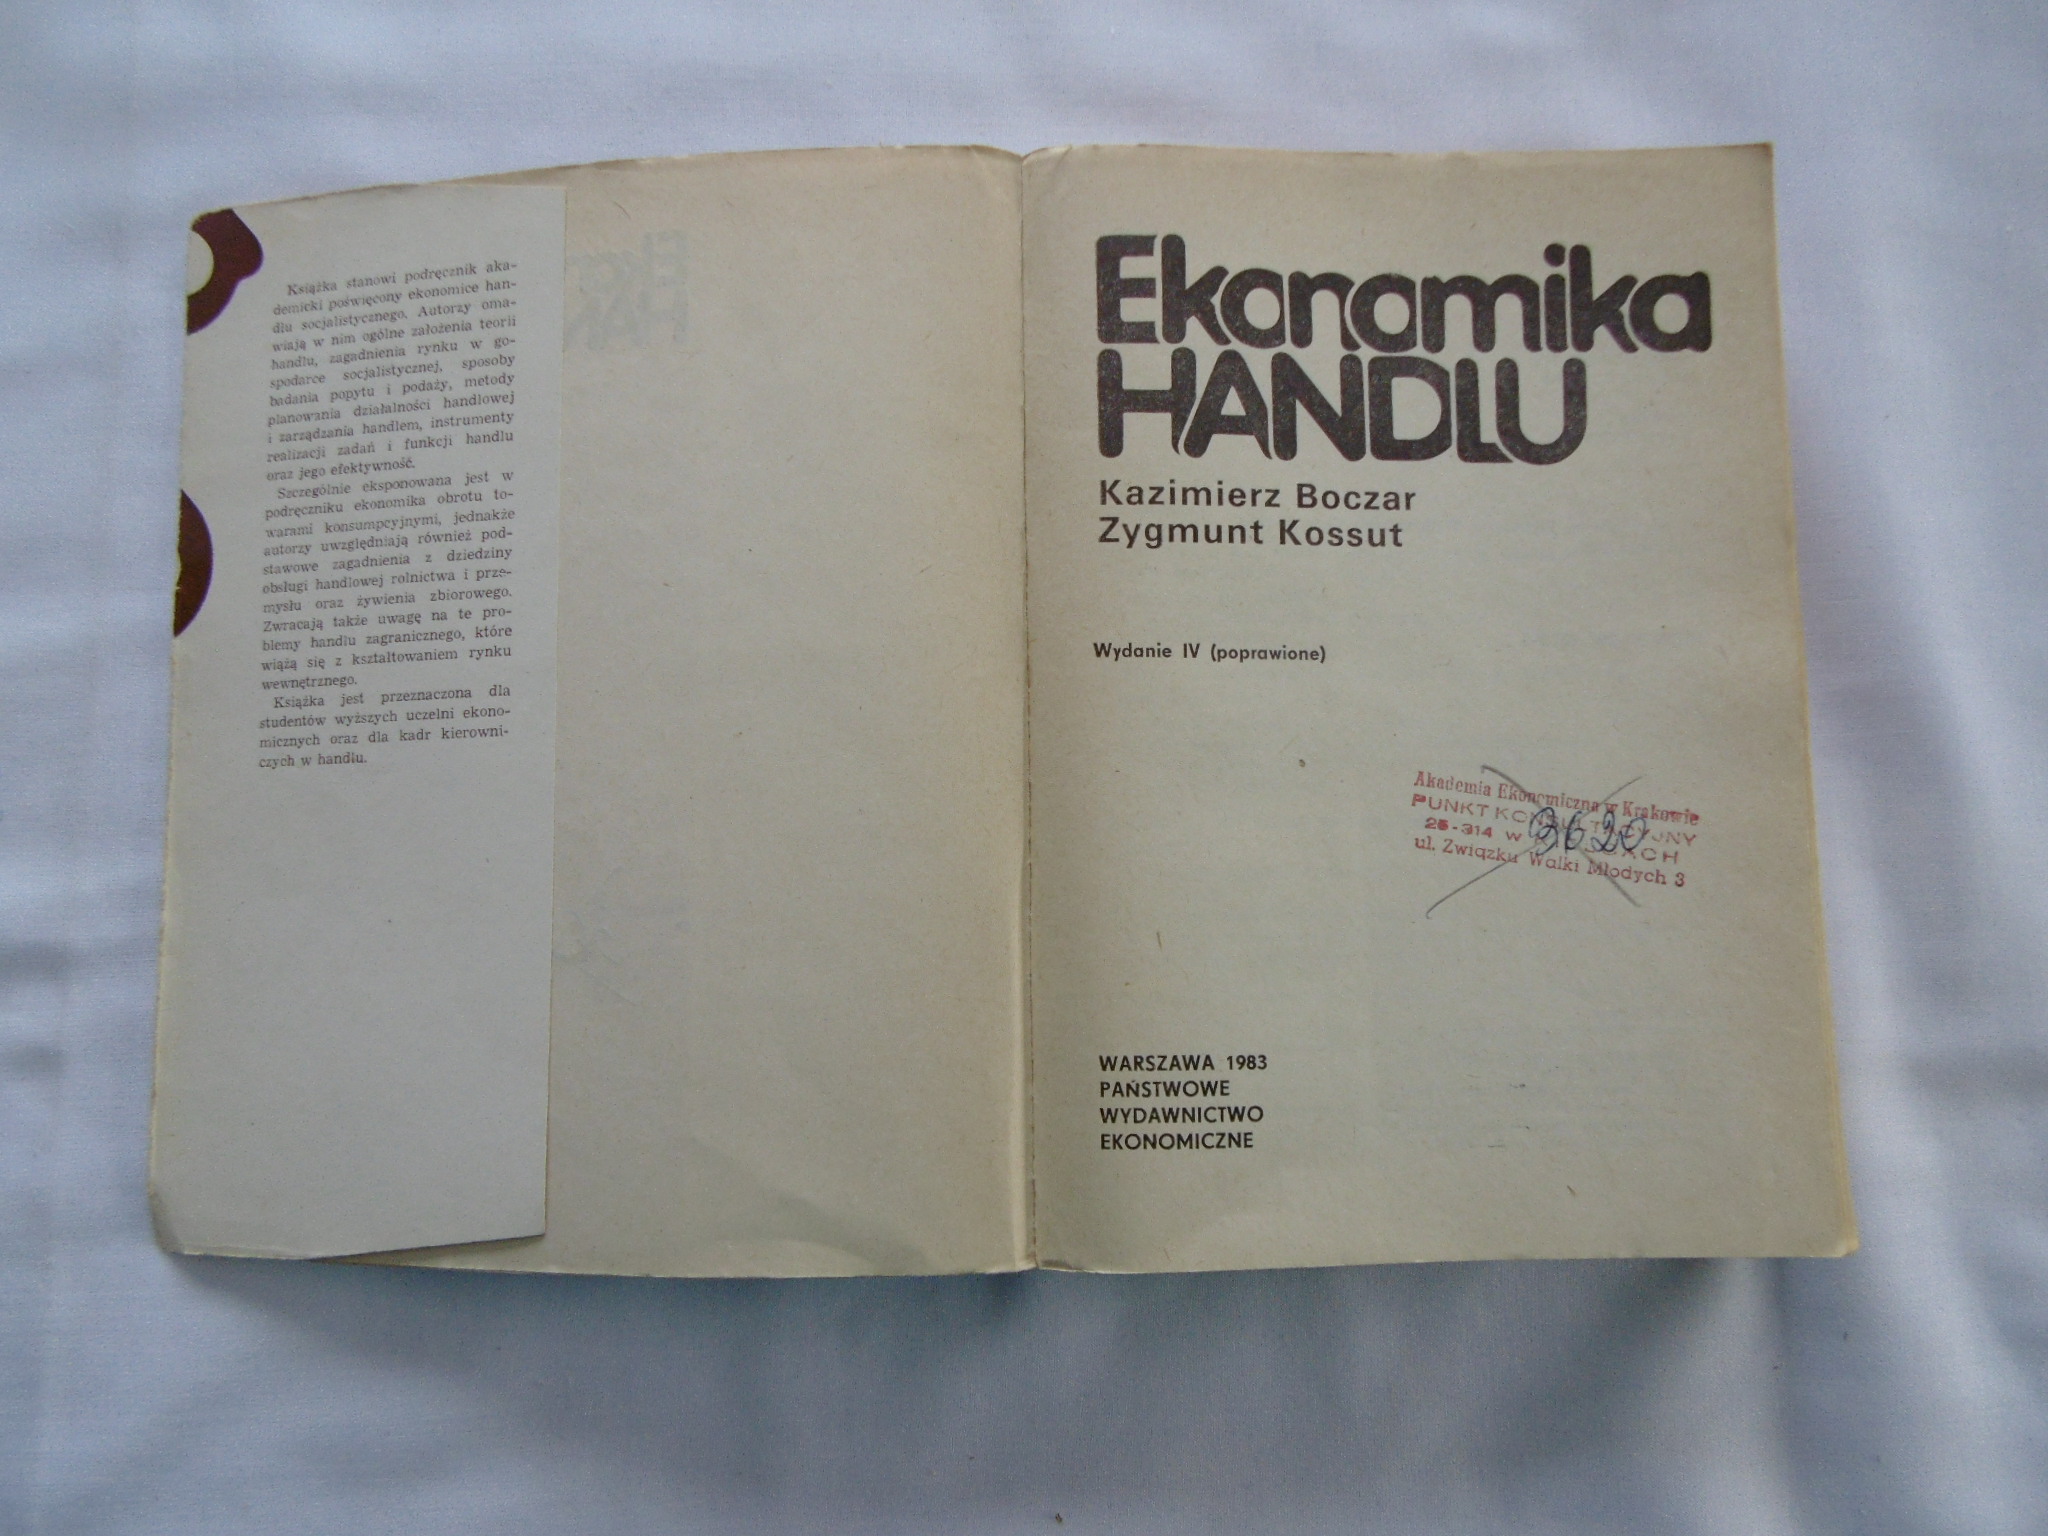 Książka stanowi podręcznik aka-
demicki poświęcony ekonomice han-
dlu socjalistycznego. Autorzy oma-
wiają w nim ogólne założenia teorii
handlu, zagadnienia rynku w go-
spodarce socjalistycznej, sposoby
badania popytu i podaży, metody
planowania działalności handlowej
i zarządzania handlem, instrumenty
realizacji zadań i funkcji handlu
oraz jego efektywność.
Szczególnie eksponowana jest w
podręczniku ekonomika obrotu to-
warami konsumpcyjnymi, jednakże
autorzy uwzględniają również pod-
stawowe zagadnienia z dziedziny
obsługi handlowej rolnictwa i prze-
mysłu oraz żywienia zbiorowego.
Zwracają także uwagę na te pro-
blemy handlu zagranicznego, które
wiążą się z kształtowaniem rynku
wewnętrznego.
Książka jest przeznaczona dla
studentów wyższych uczelni ekono-
micznych oraz dla kadr kierowni-
czych w handlu.
Ekonomika
HANDLU
Kazimierz Boczar
Zygmunt Kossut
Wydanie IV (poprawione)
Akademia Ekonomiczna w Krakowie
PUNKT KONSULTACYJNY
25-314 w KIELCACH
ul. Związku Walki Młodych 3
3620
WARSZAWA 1983
PAŃSTWOWE
WYDAWNICTWO
EKONOMICZNE